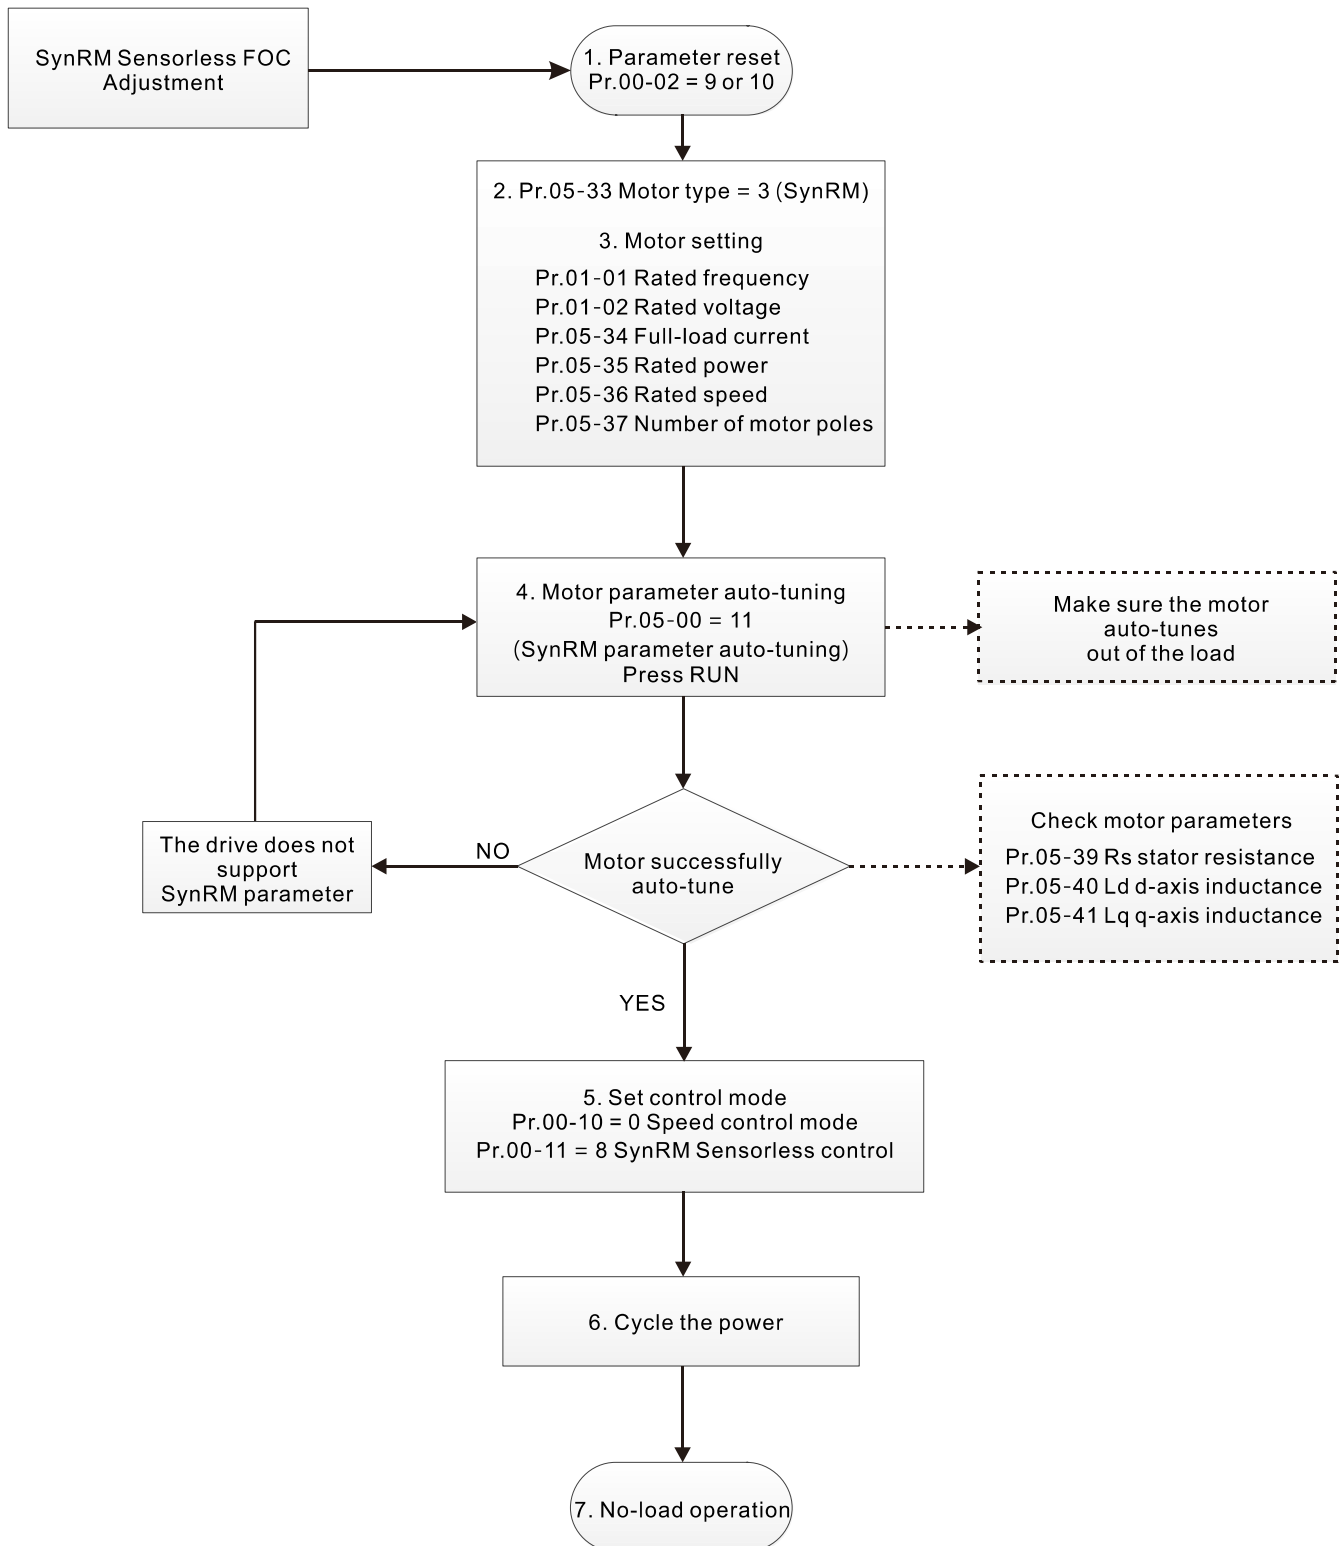 SynRM Sensorless FOC
Adjustment
1. Parameter reset
Pr.00-02 = 9 or 10
2. Pr.05-33 Motor type = 3 (SynRM)
3. Motor setting
Pr.01-01 Rated frequency
Pr.01-02 Rated voltage
Pr.05-34 Full-load current
Pr.05-35 Rated power
Pr.05-36 Rated speed
Pr.05-37 Number of motor poles
4. Motor parameter auto-tuning
Pr.05-00 = 11
(SynRM parameter auto-tuning)
Press RUN
Make sure the motor
auto-tunes
out of the load
The drive does not
support
SynRM parameter
NO
Motor successfully
auto-tune
Check motor parameters
Pr.05-39 Rs stator resistance
Pr.05-40 Ld d-axis inductance
Pr.05-41 Lq q-axis inductance
YES
5. Set control mode
Pr.00-10 = 0 Speed control mode
Pr.00-11 = 8 SynRM Sensorless control
6. Cycle the power
7. No-load operation